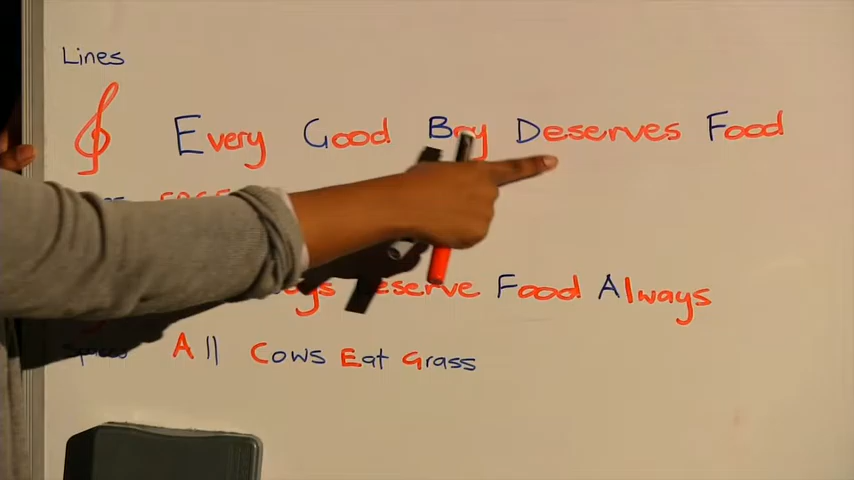 Lines
Every Good Boy Deserves Food
Food Always
All Cows Eat Grass